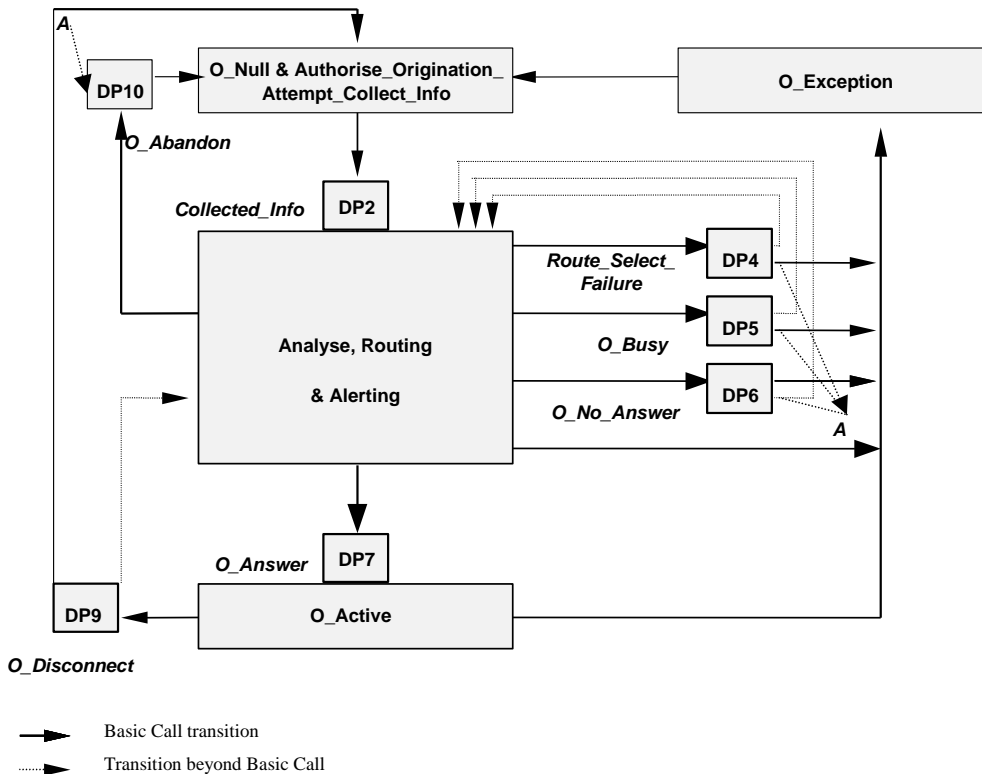 A
O_Null & Authorise_Origination_
Attempt_Collect_Info
O_Exception
DP10
O_Abandon
Collected_Info
DP2
Route_Select_
Failure
DP4
Analyse, Routing
& Alerting
O_Busy
DP5
O_No_Answer
DP6
A
O_Answer
DP7
DP9
O_Active
O_Disconnect
Basic Call transition
Transition beyond Basic Call